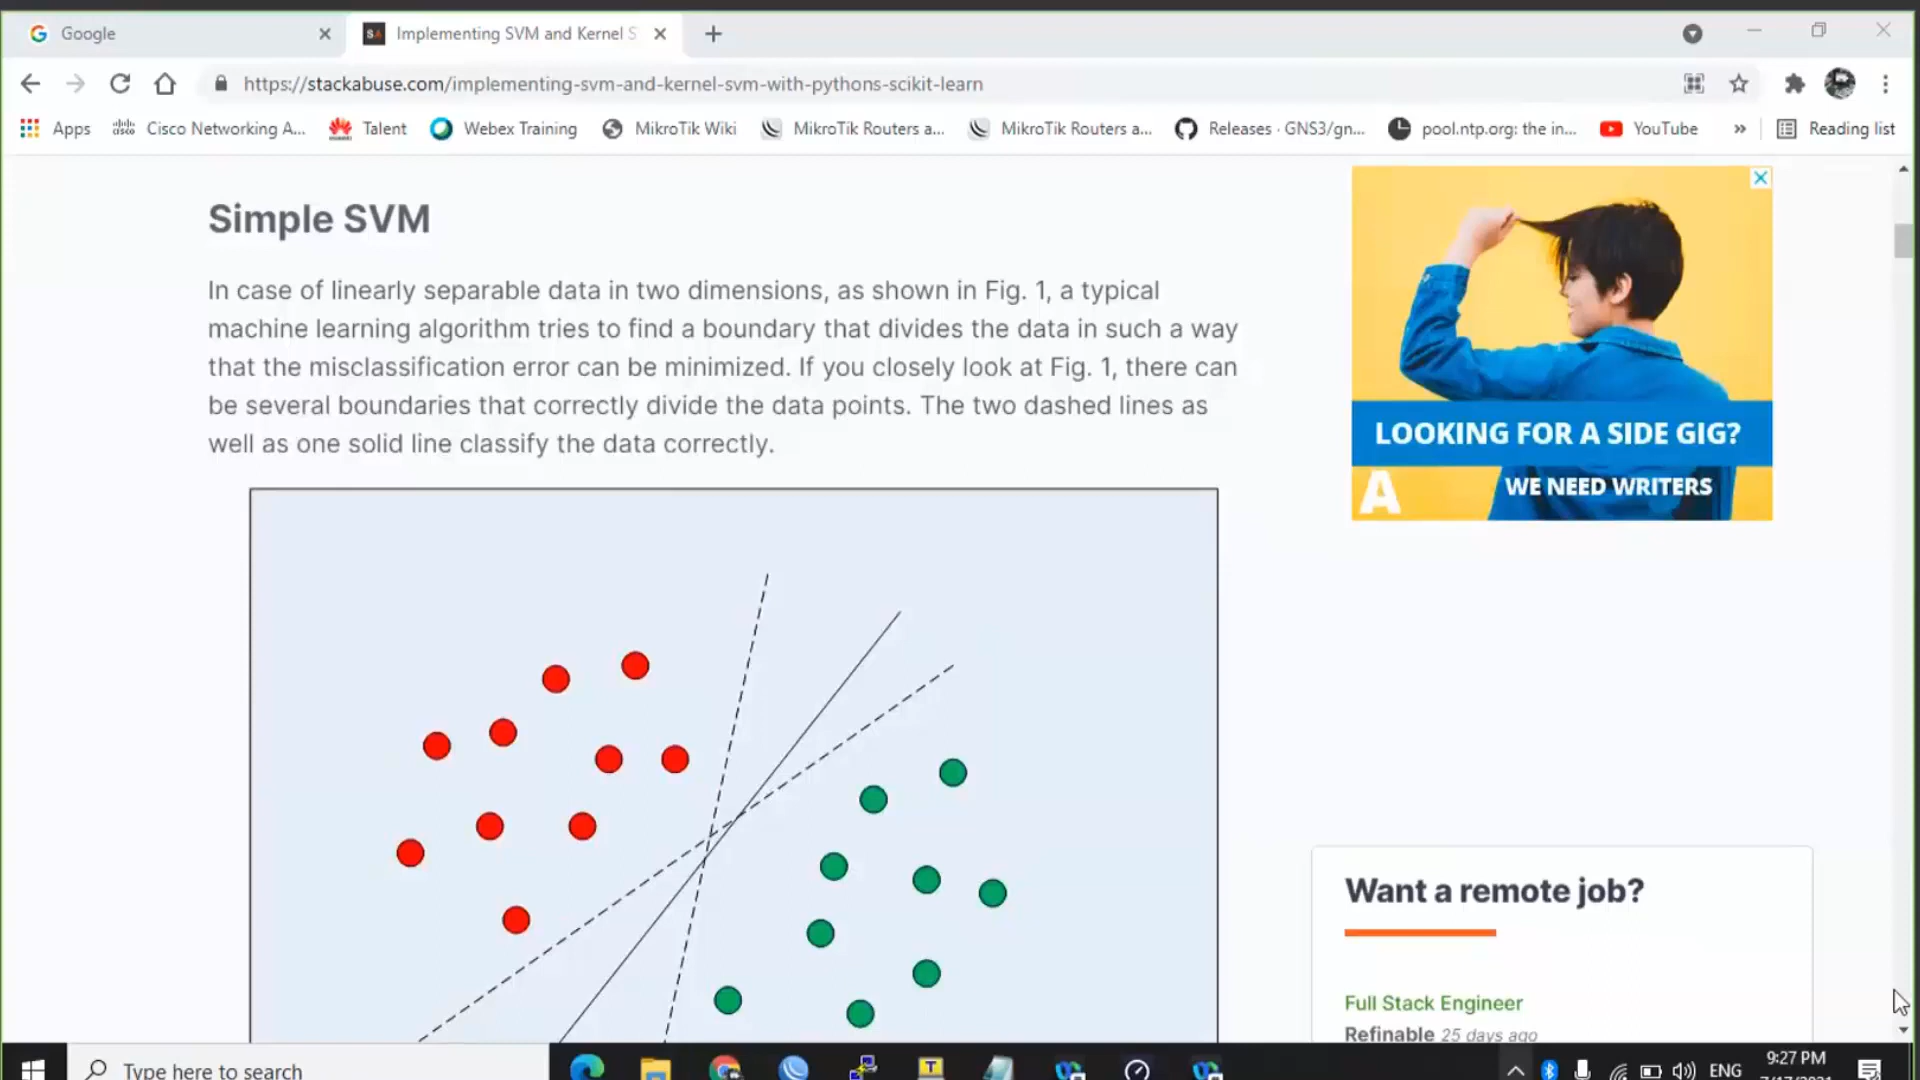 Google
Implementing SVM and Kernel S
https://stackabuse.com/implementing-svm-and-kernel-svm-with-pythons-scikit-learn
Apps
Cisco Networking A...
Talent
Webex Training
MikroTik Wiki
MikroTik Routers a...
MikroTik Routers a...
Releases · GNS3/gn...
pool.ntp.org: the in...
YouTube
»
Reading list
Simple SVM
In case of linearly separable data in two dimensions, as shown in Fig. 1, a typical
machine learning algorithm tries to find a boundary that divides the data in such a way
that the misclassification error can be minimized. If you closely look at Fig. 1, there can
be several boundaries that correctly divide the data points. The two dashed lines as
well as one solid line classify the data correctly.
LOOKING FOR A SIDE GIG?
A
WE NEED WRITERS
Want a remote job?
Full Stack Engineer
Refinable 25 days ago
Type here to search
ENG
9:27 PM